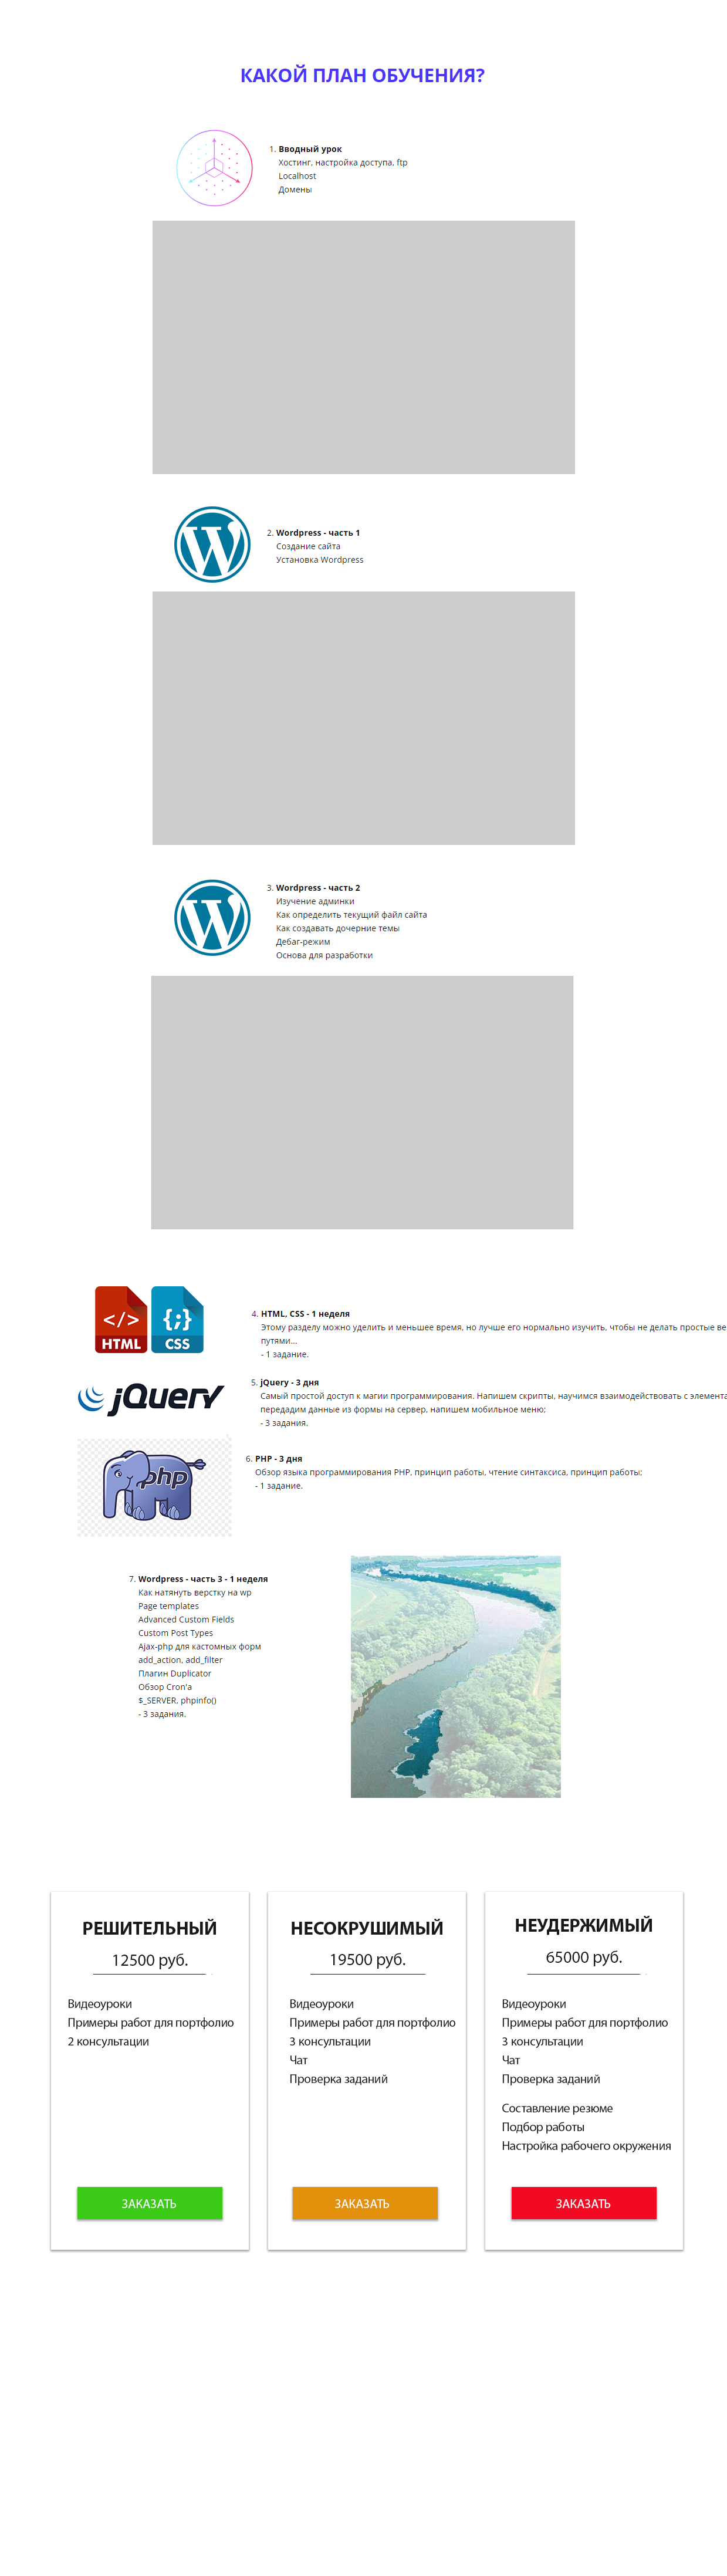 КАКОЙ ПЛАН ОБУЧЕНИЯ?
1. Вводный урок
Хостинг, настройка доступа, ftp
Localhost
Домены
2. Wordpress - часть 1
Создание сайта
Установка Wordpress
3. Wordpress - часть 2
Изучение админки
Как определить текущий файл сайта
Как создавать дочерние темы
Дебаг-режим
Основа для разработки
</> HTML
{;} CSS
4. HTML, CSS - 1 неделя
Этому разделу можно уделить и меньшее время, но лучше его нормально изучить, чтобы не делать простые ве
путями...
- 1 задание.
jQuery
5. jQuery - 3 дня
Самый простой доступ к магии программирования. Напишем скрипты, научимся взаимодействовать с элемента
передадим данные из формы на сервер, напишем мобильное меню;
- 3 задания.
php
6. PHP - 3 дня
Обзор языка программирования PHP, принцип работы, чтение синтаксиса, принцип работы;
- 1 задание.
7. Wordpress - часть 3 - 1 неделя
Как натянуть верстку на wp
Page templates
Advanced Custom Fields
Custom Post Types
Ajax-php для кастомных форм
add_action, add_filter
Плагин Duplicator
Обзор Cron'а
$_SERVER, phpinfo()
- 3 задания.
РЕШИТЕЛЬНЫЙ
12500 руб.
Видеоуроки
Примеры работ для портфолио
2 консультации
ЗАКАЗАТЬ
НЕСОКРУШИМЫЙ
19500 руб.
Видеоуроки
Примеры работ для портфолио
3 консультации
Чат
Проверка заданий
ЗАКАЗАТЬ
НЕУДЕРЖИМЫЙ
65000 руб.
Видеоуроки
Примеры работ для портфолио
3 консультации
Чат
Проверка заданий
Составление резюме
Подбор работы
Настройка рабочего окружения
ЗАКАЗАТЬ